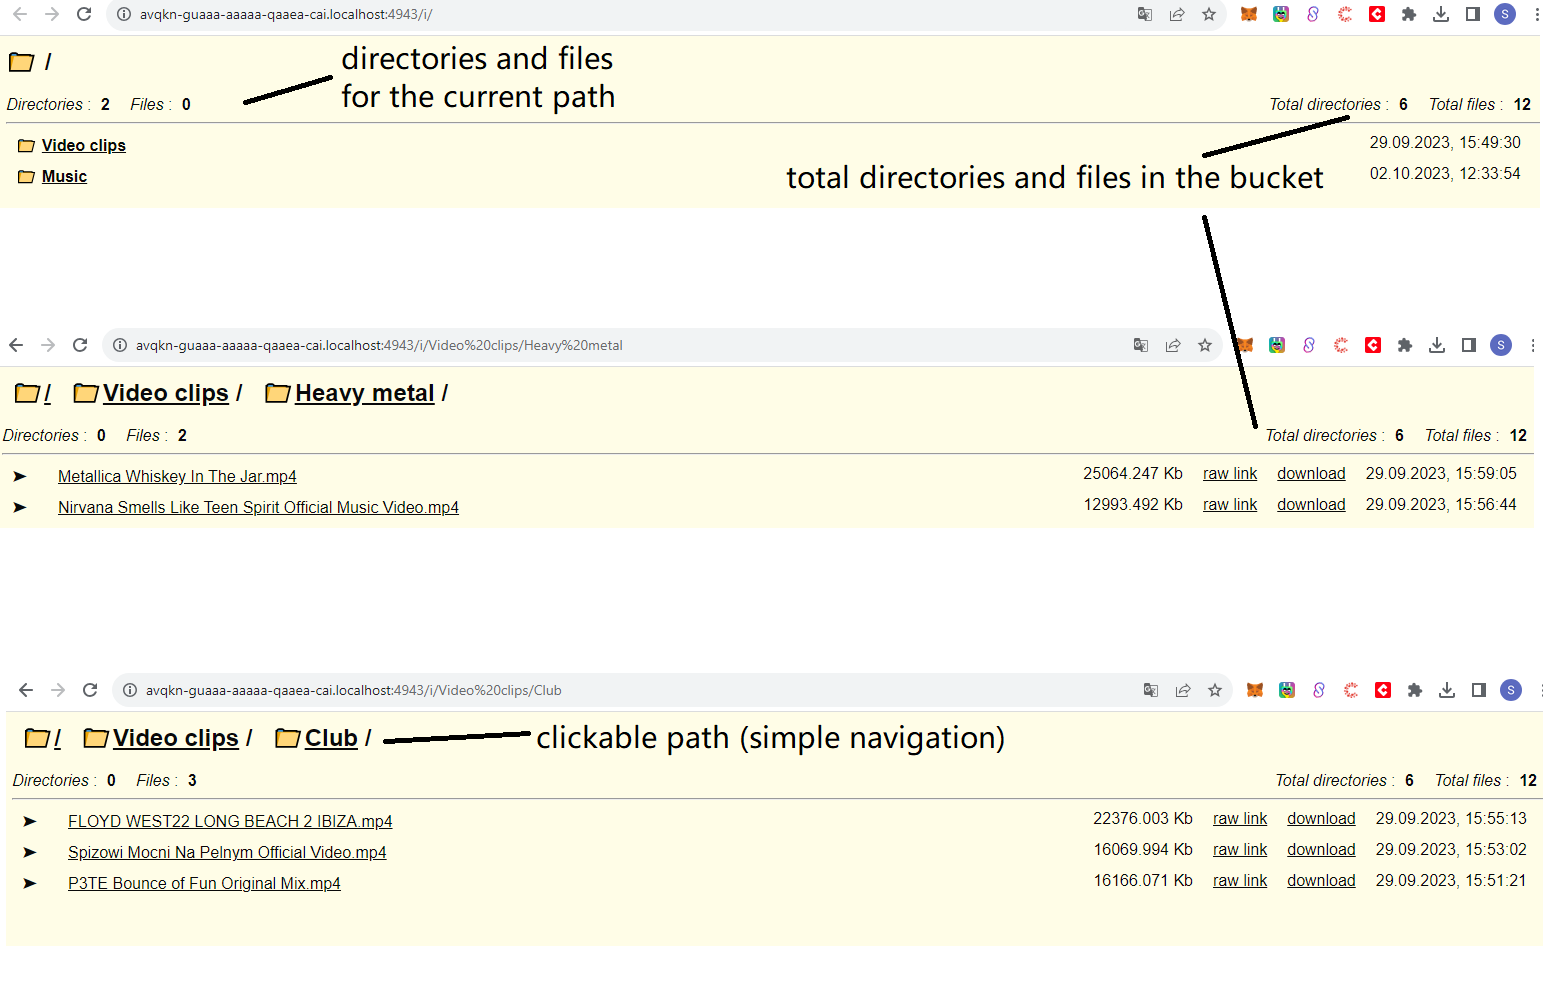 avqkn-guaaa-aaaaa-qaaea-cai.localhost:4943/i/ S
/
directories and files
for the current path
Directories : 2 Files : 0 Total directories : 6 Total files : 12
Video clips 29.09.2023, 15:49:30
Music 02.10.2023, 12:33:54
total directories and files in the bucket
avqkn-guaaa-aaaaa-qaaea-cai.localhost:4943/i/Video%20clips/Heavy%20metal S
/ Video clips / Heavy metal /
Directories : 0 Files : 2 Total directories : 6 Total files : 12
➤ Metallica Whiskey In The Jar.mp4 25064.247 Kb raw link download 29.09.2023, 15:59:05
➤ Nirvana Smells Like Teen Spirit Official Music Video.mp4 12993.492 Kb raw link download 29.09.2023, 15:56:44
avqkn-guaaa-aaaaa-qaaea-cai.localhost:4943/i/Video%20clips/Club S
/ Video clips / Club / clickable path (simple navigation)
Directories : 0 Files : 3 Total directories : 6 Total files : 12
➤ FLOYD WEST22 LONG BEACH 2 IBIZA.mp4 22376.003 Kb raw link download 29.09.2023, 15:55:13
➤ Spizowi Mocni Na Pelnym Official Video.mp4 16069.994 Kb raw link download 29.09.2023, 15:53:02
➤ P3TE Bounce of Fun Original Mix.mp4 16166.071 Kb raw link download 29.09.2023, 15:51:21